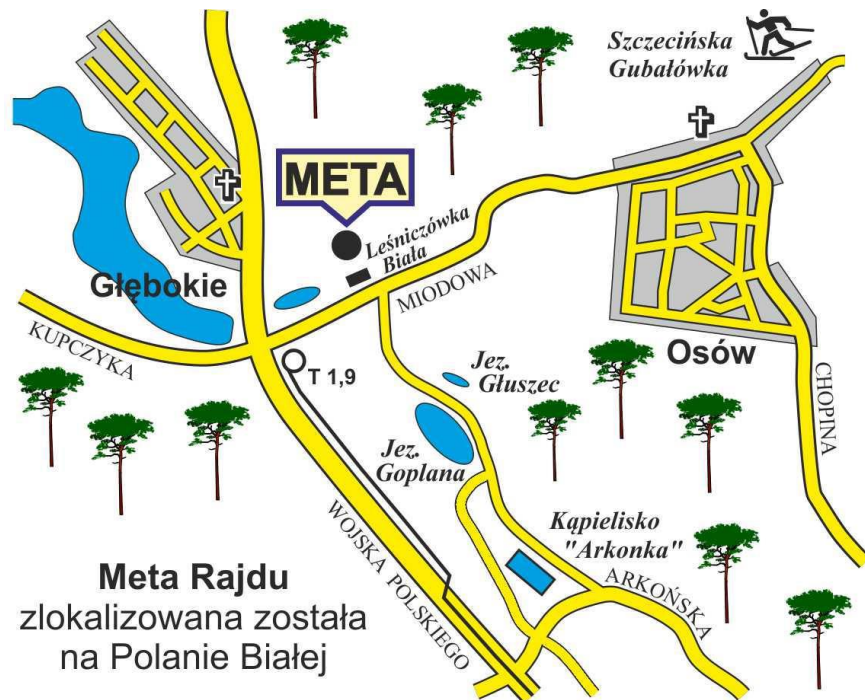 Szczecińska
Gubałówka
META
Leśniczówka
Biała
Głębokie
MIODOWA
KUPCZYKA
T 1,9
Jez.
Głuszec
Osów
CHOPINA
Jez.
Goplana
Kąpielisko
"Arkonka"
WOJSKA POLSKIEGO
ARKOŃSKA
Meta Rajdu
zlokalizowana została
na Polanie Białej